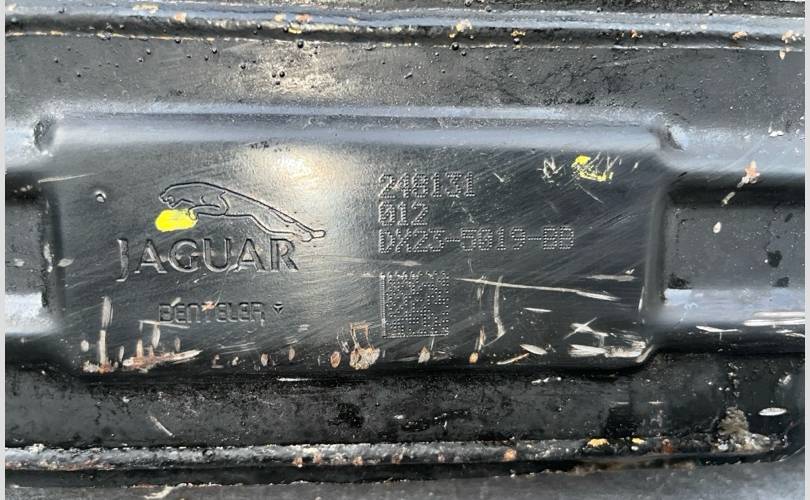 JAGUAR
BENTELER
240131
012
DX23-5019-BB